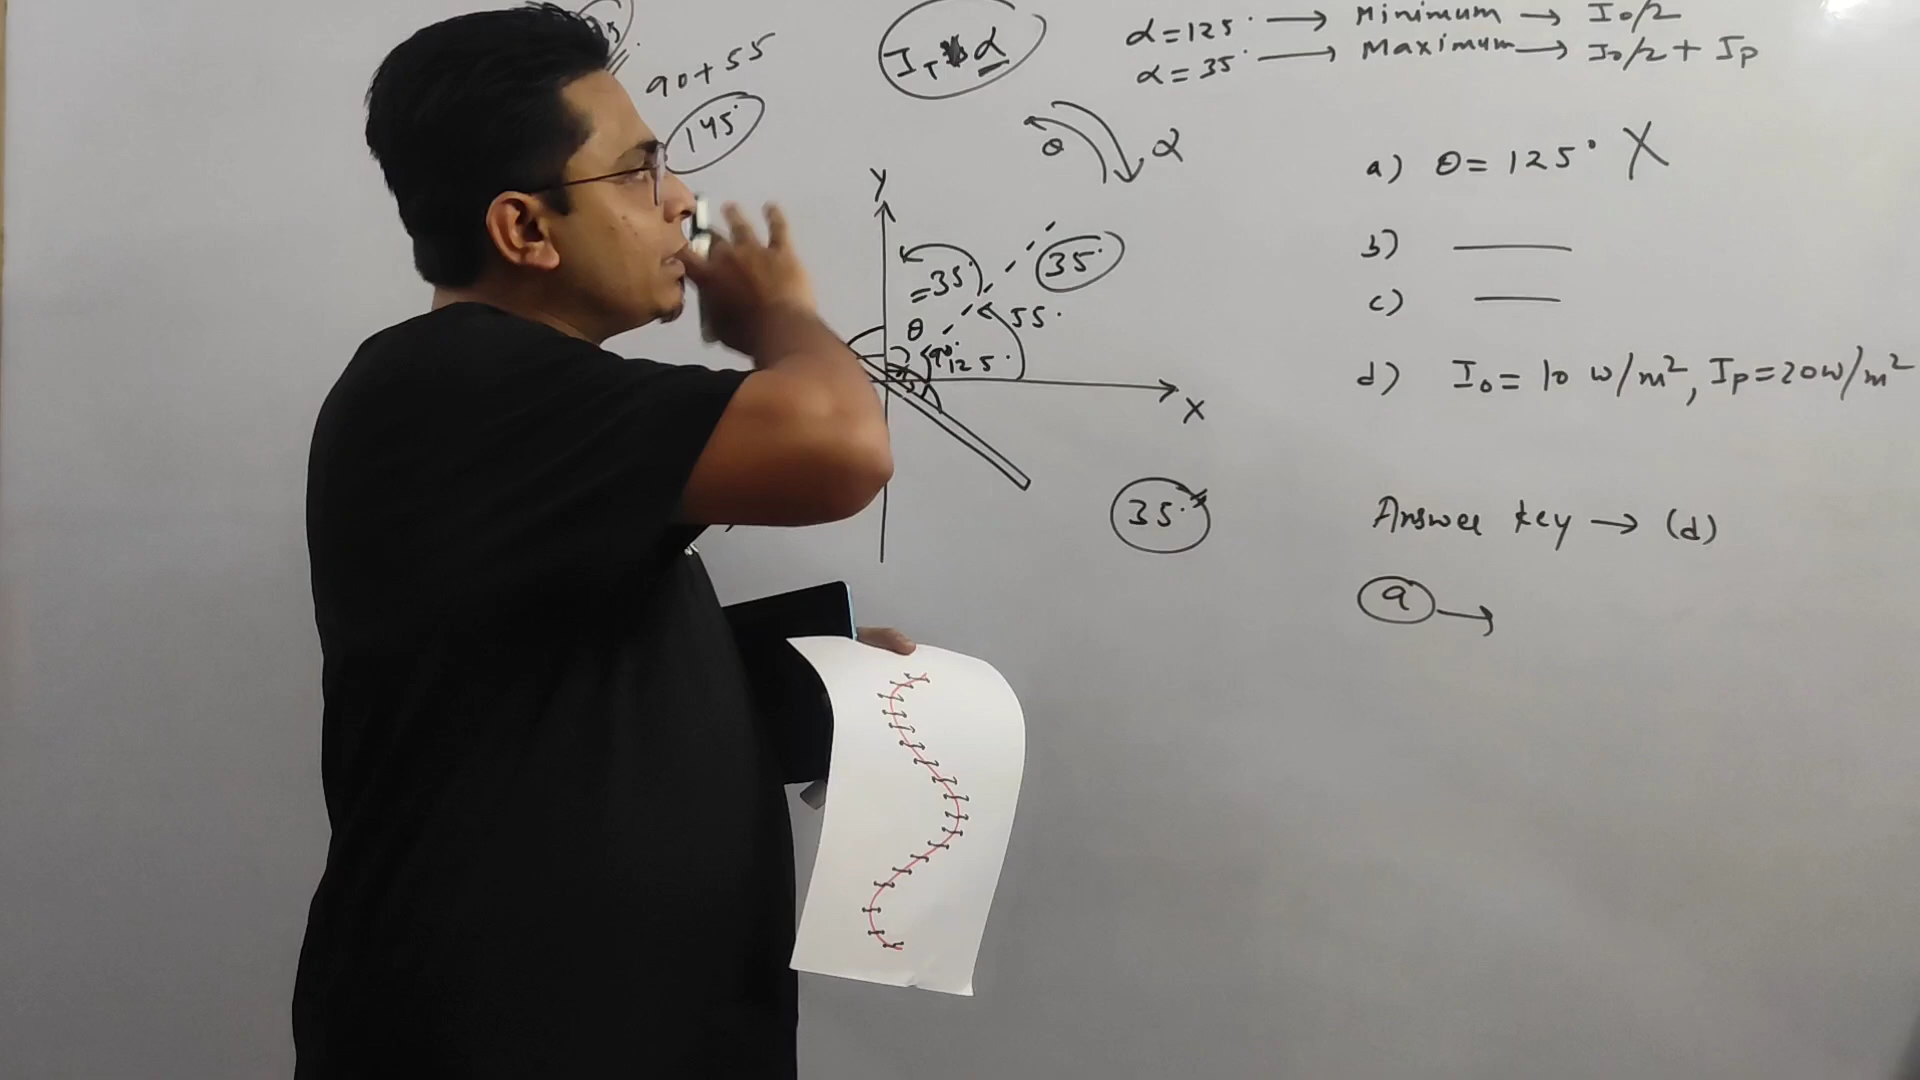 90+55
145°
I_T α
α=125° → Minimum → I₀/2
α=35° → Maximum → I₀/2 + I_P
θ α
Y
=35°
35°
55°
θ
90°
125°
X
35°
a) θ= 125° X
b)
c)
d) I₀= 10 W/m², I_P=20W/m²
Answer key → (d)
a →